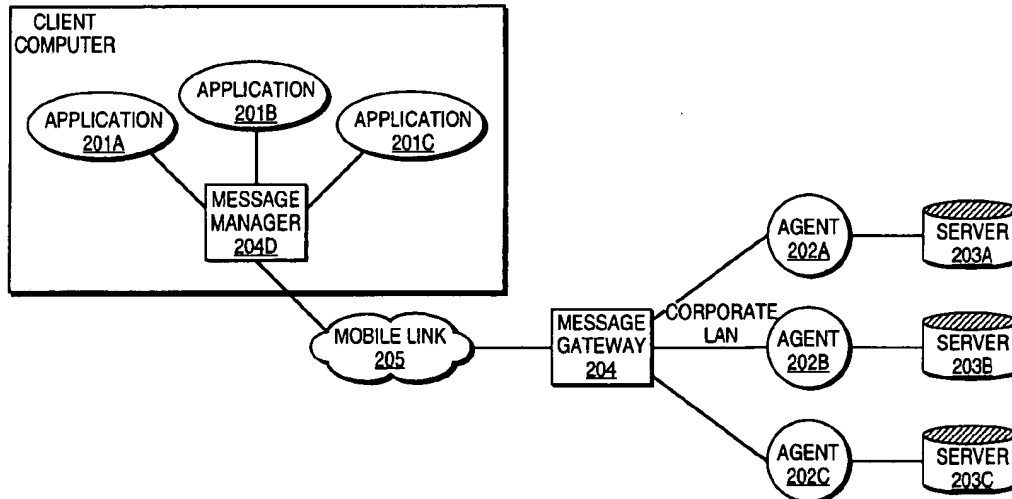 CLIENT
COMPUTER
APPLICATION
201A
APPLICATION
201B
APPLICATION
201C
MESSAGE
MANAGER
204D
MOBILE LINK
205
MESSAGE
GATEWAY
204
CORPORATE
LAN
AGENT
202A
SERVER
203A
AGENT
202B
SERVER
203B
AGENT
202C
SERVER
203C